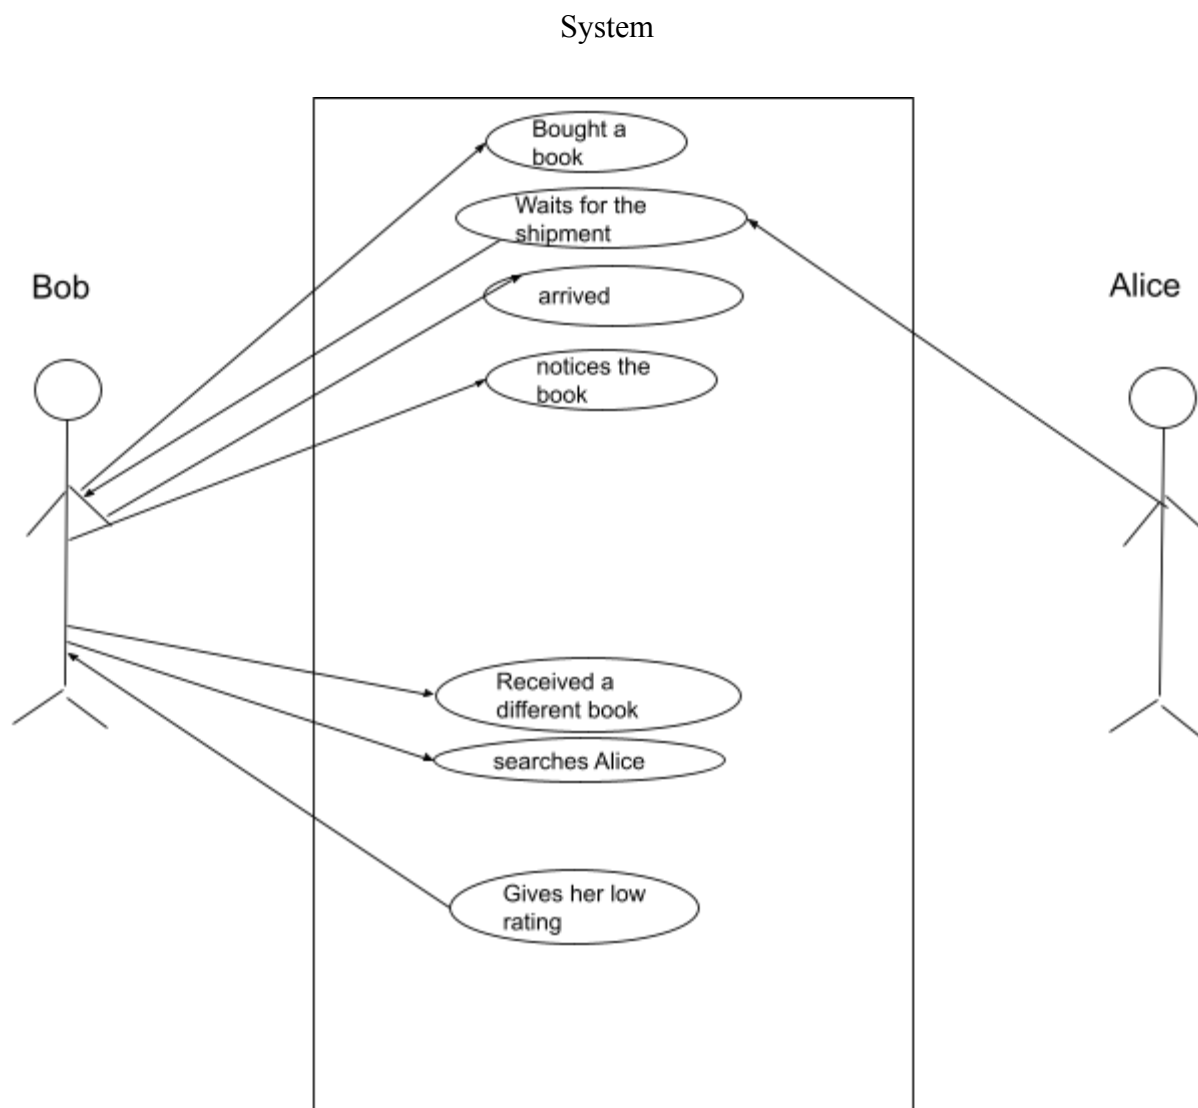 System
Bought a
book
Waits for the
shipment
Bob
arrived
Alice
notices the
book
Received a
different book
searches Alice
Gives her low
rating